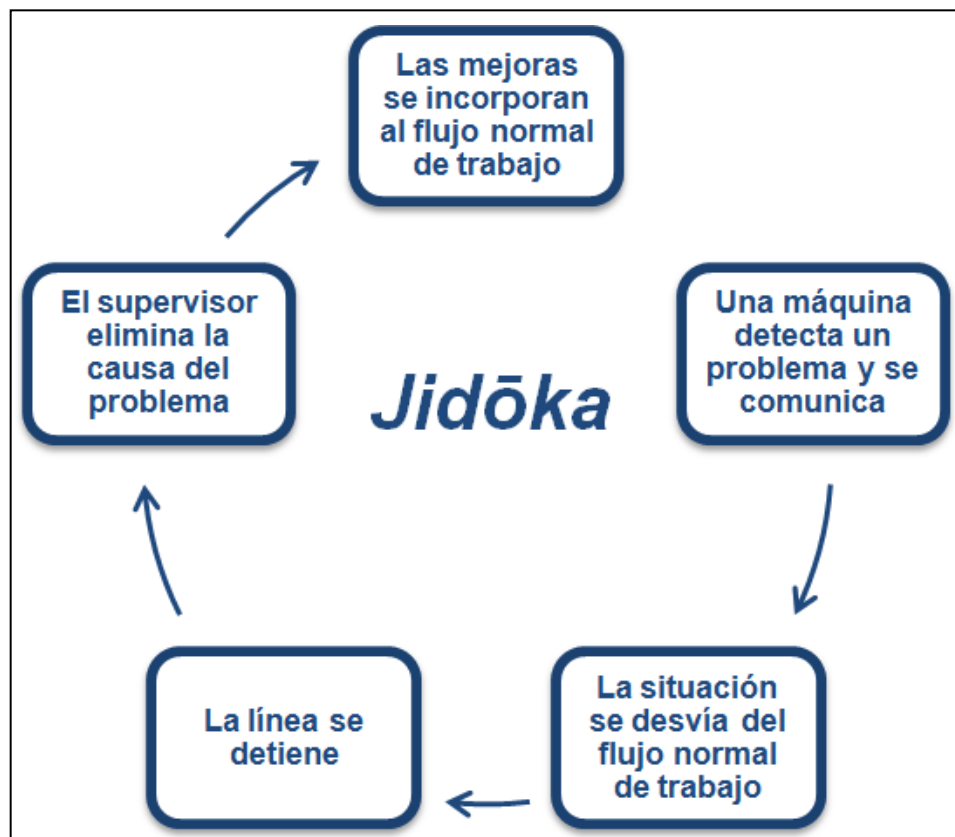 Las mejoras
se incorporan
al flujo normal
de trabajo
El supervisor
elimina la
causa del
problema
Jidōka
Una máquina
detecta un
problema y se
comunica
La línea se
detiene
La situación
se desvía del
flujo normal
de trabajo